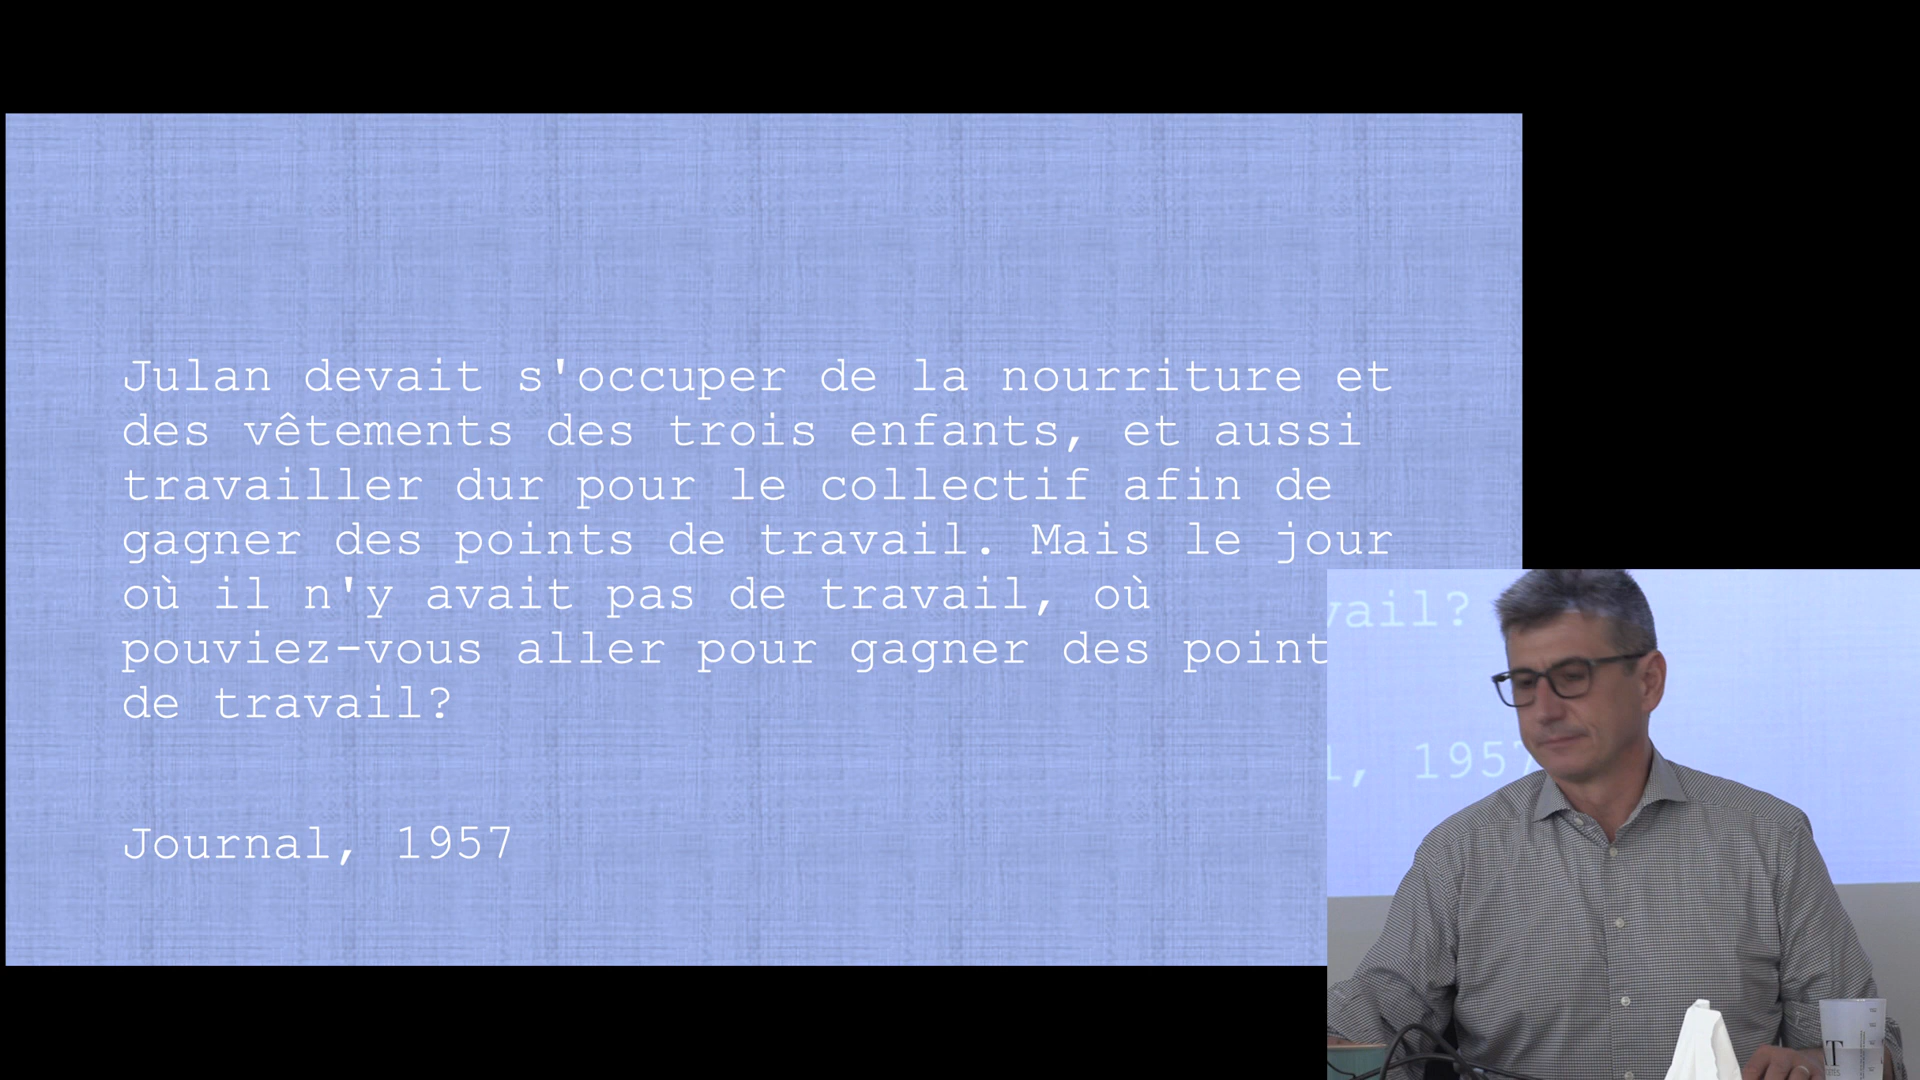 Julan devait s'occuper de la nourriture et
des vêtements des trois enfants, et aussi
travailler dur pour le collectif afin de
gagner des points de travail. Mais le jour
où il n'y avait pas de travail, où
pouviez-vous aller pour gagner des point
de travail?
Journal, 1957
vail?
l, 1957
T